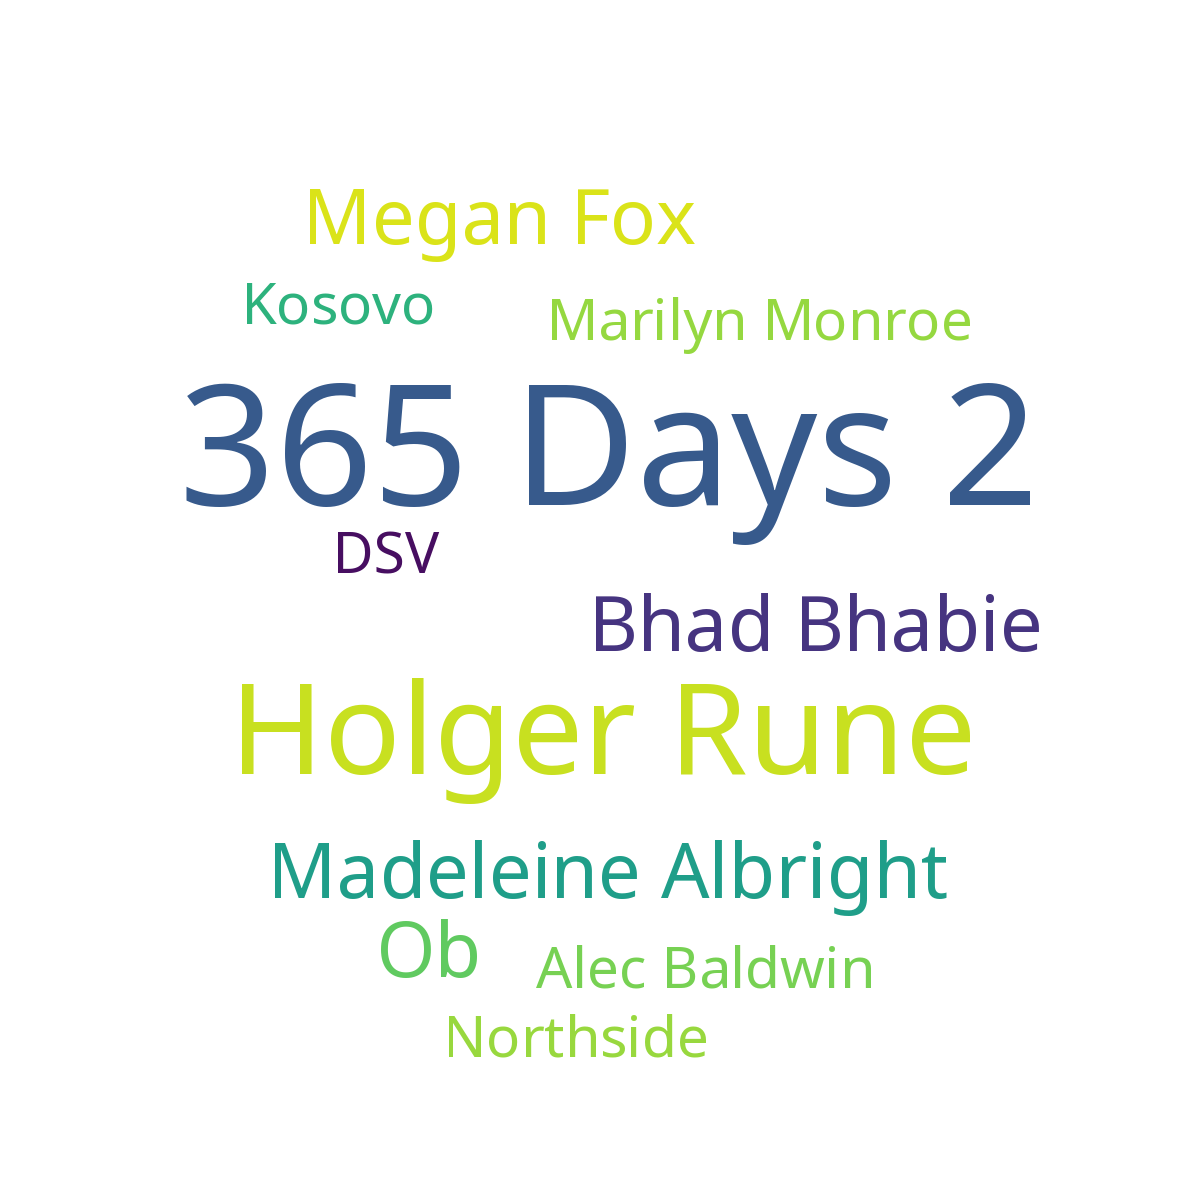 Megan Fox
Kosovo
Marilyn Monroe
365 Days 2
DSV
Bhad Bhabie
Holger Rune
Madeleine Albright
Ob
Alec Baldwin
Northside